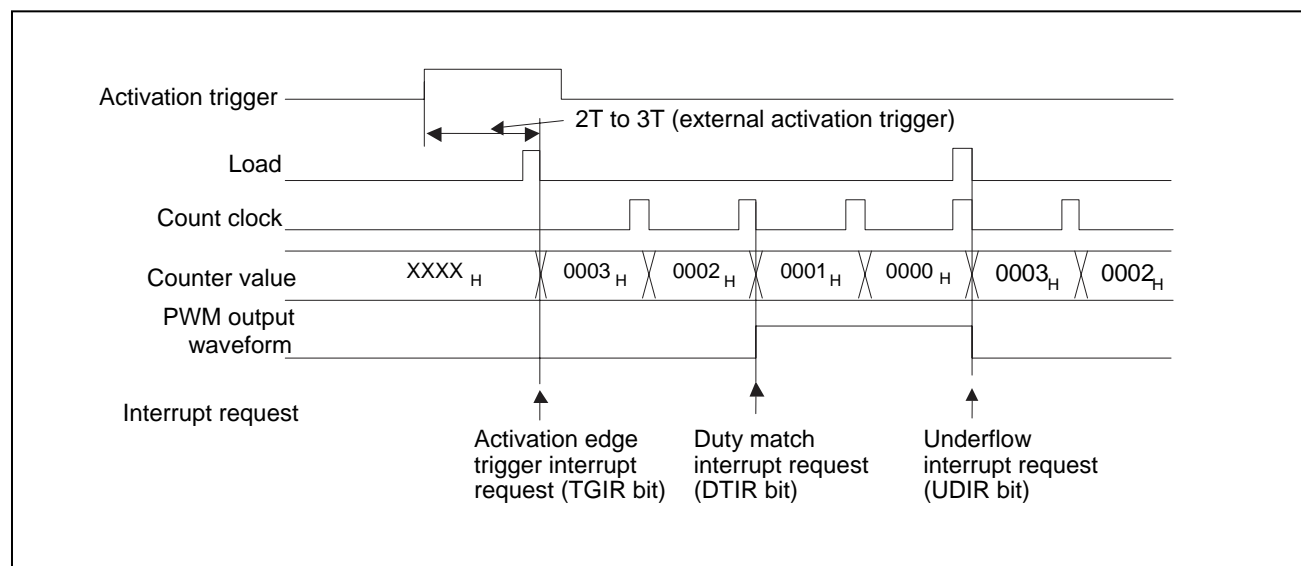 Activation trigger
2T to 3T (external activation trigger)
Load
Count clock
Counter value XXXX H 0003 H 0002 H 0001 H 0000 H 0003 H 0002 H
PWM output
waveform
Interrupt request
Activation edge
trigger interrupt
request (TGIR bit)
Duty match
interrupt request
(DTIR bit)
Underflow
interrupt request
(UDIR bit)